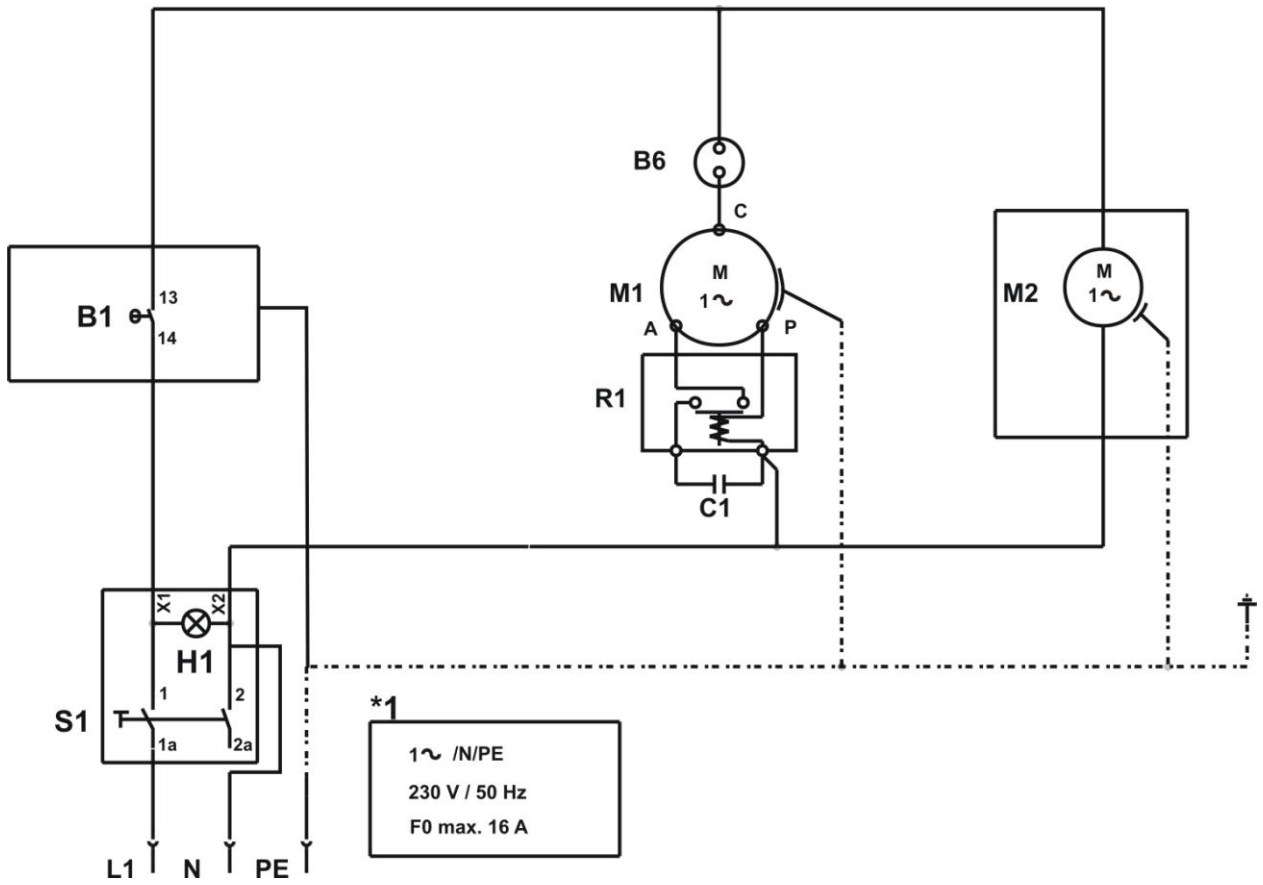 B6
C
M
1~
M1
A
P
R1
C1
M
1~
M2
B1
13
14
X1
X2
H1
S1
1
2
1a
2a
L1
N
PE
*1
1~ /N/PE
230 V / 50 Hz
F0 max. 16 A